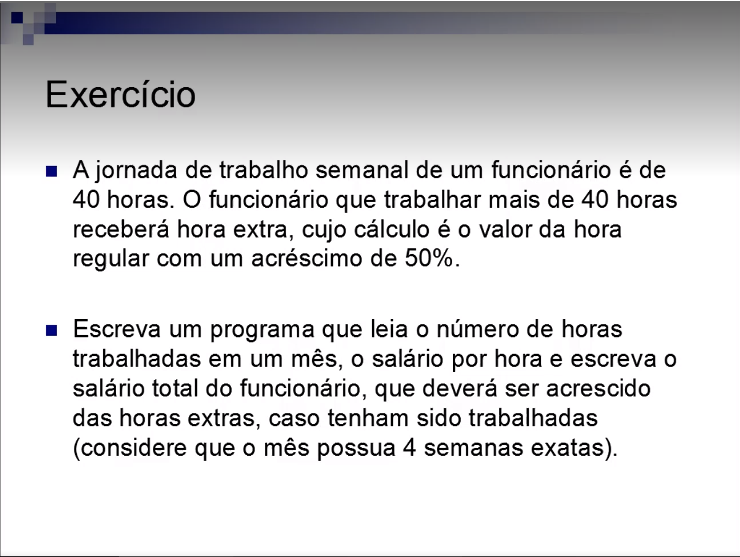 Exercício
A jornada de trabalho semanal de um funcionário é de
40 horas. O funcionário que trabalhar mais de 40 horas
receberá hora extra, cujo cálculo é o valor da hora
regular com um acréscimo de 50%.
Escreva um programa que leia o número de horas
trabalhadas em um mês, o salário por hora e escreva o
salário total do funcionário, que deverá ser acrescido
das horas extras, caso tenham sido trabalhadas
(considere que o mês possua 4 semanas exatas).